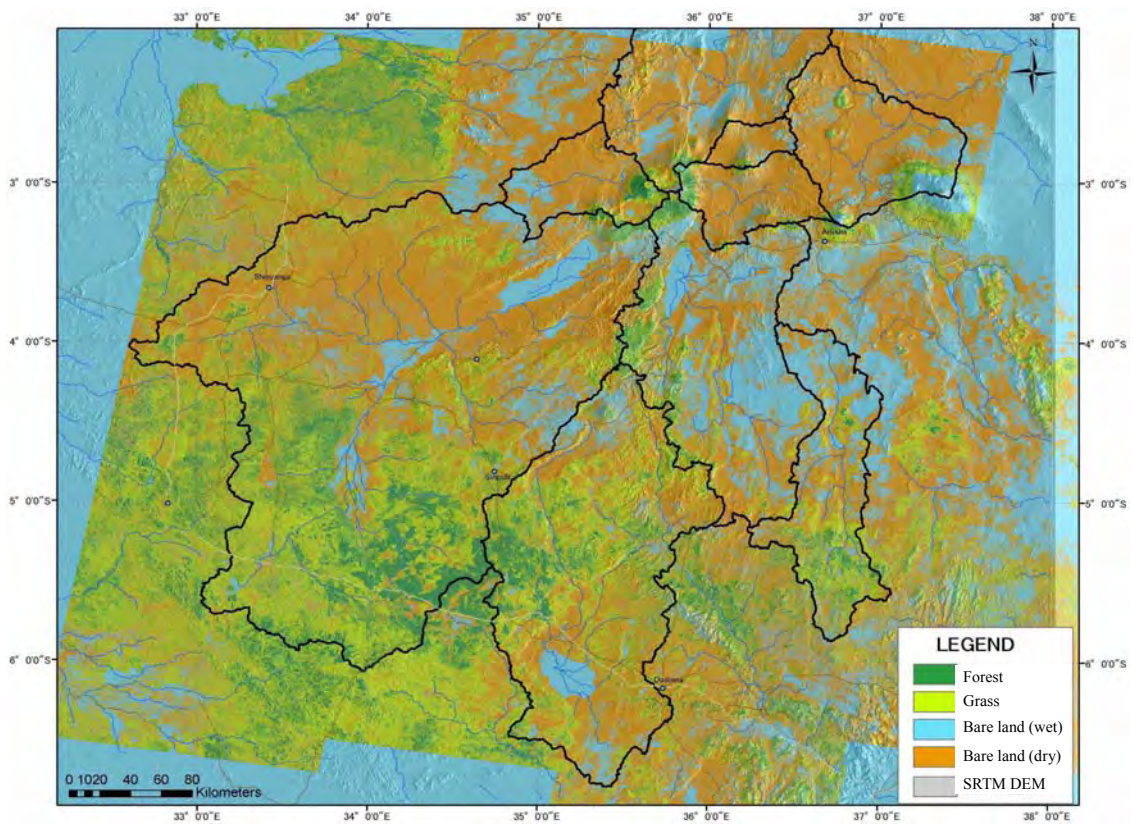 33° 0'0"E 34° 0'0"E 35° 0'0"E 36° 0'0"E 37° 0'0"E 38° 0'0"E
N
3° 0'0"S 3° 0'0"S
Arusha
Shinyanga
4° 0'0"S 4° 0'0"S
Singida
5° 0'0"S 5° 0'0"S
6° 0'0"S 6° 0'0"S
Dodoma
LEGEND
Forest
Grass
Bare land (wet)
Bare land (dry)
SRTM DEM
0 1020 40 60 80
Kilometers
33° 0'0"E 34° 0'0"E 35° 0'0"E 36° 0'0"E 37° 0'0"E 38° 0'0"E